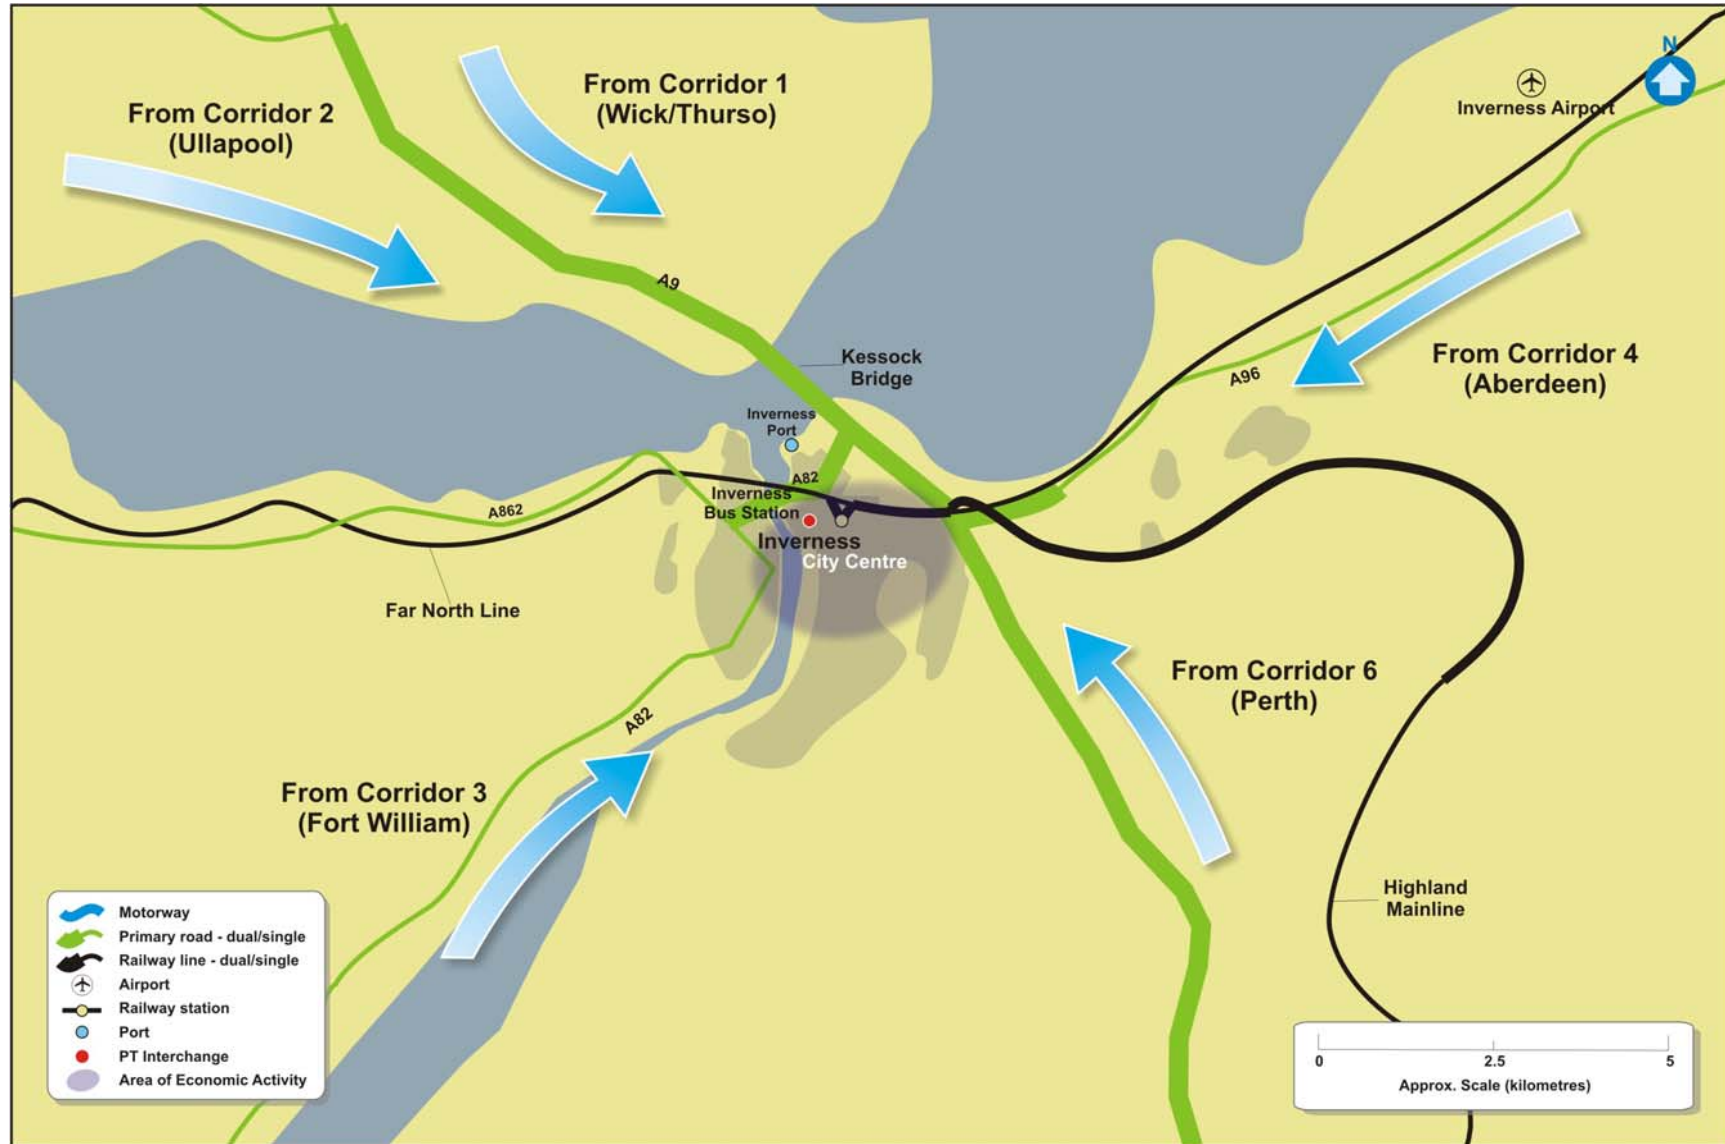 N
From Corridor 1
(Wick/Thurso)
From Corridor 2
(Ullapool)
Inverness Airport
A9
Kessock
Bridge
From Corridor 4
(Aberdeen)
A96
Inverness
Port
A82
Inverness
Bus Station
A862
Inverness
City Centre
Far North Line
From Corridor 6
(Perth)
A82
From Corridor 3
(Fort William)
Highland
Mainline
Motorway
Primary road - dual/single
Railway line - dual/single
Airport
Railway station
Port
PT Interchange
Area of Economic Activity
0 2.5 5
Approx. Scale (kilometres)